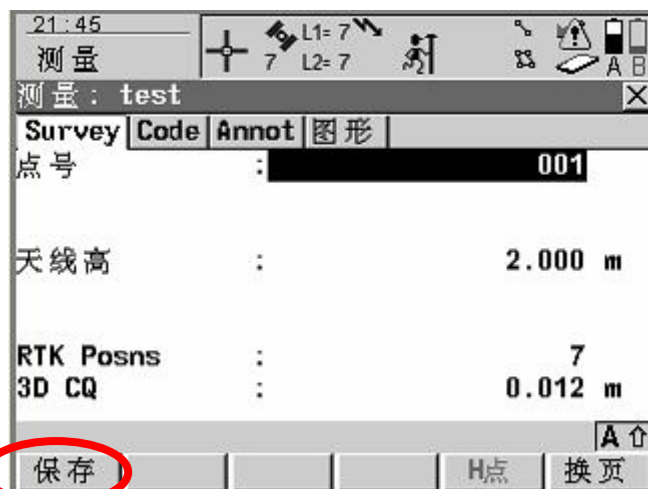 21:45
测量
L1= 7
7 L2= 7
A B
测量 : test
Survey Code Annot 图形
点号 : 001
天线高 : 2.000 m
RTK Posns : 7
3D CQ : 0.012 m
A
保存 H点 换页